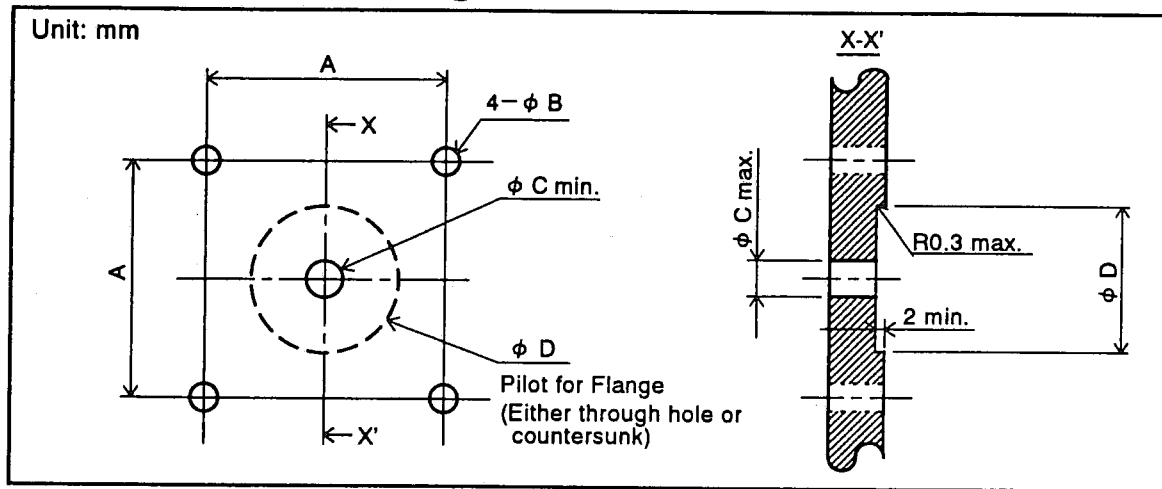 Unit: mm
A
4-φ B
X
φ C min.
A
φ D
Pilot for Flange
(Either through hole or
countersunk)
X'
X-X'
φ C max.
R0.3 max.
φ D
2 min.